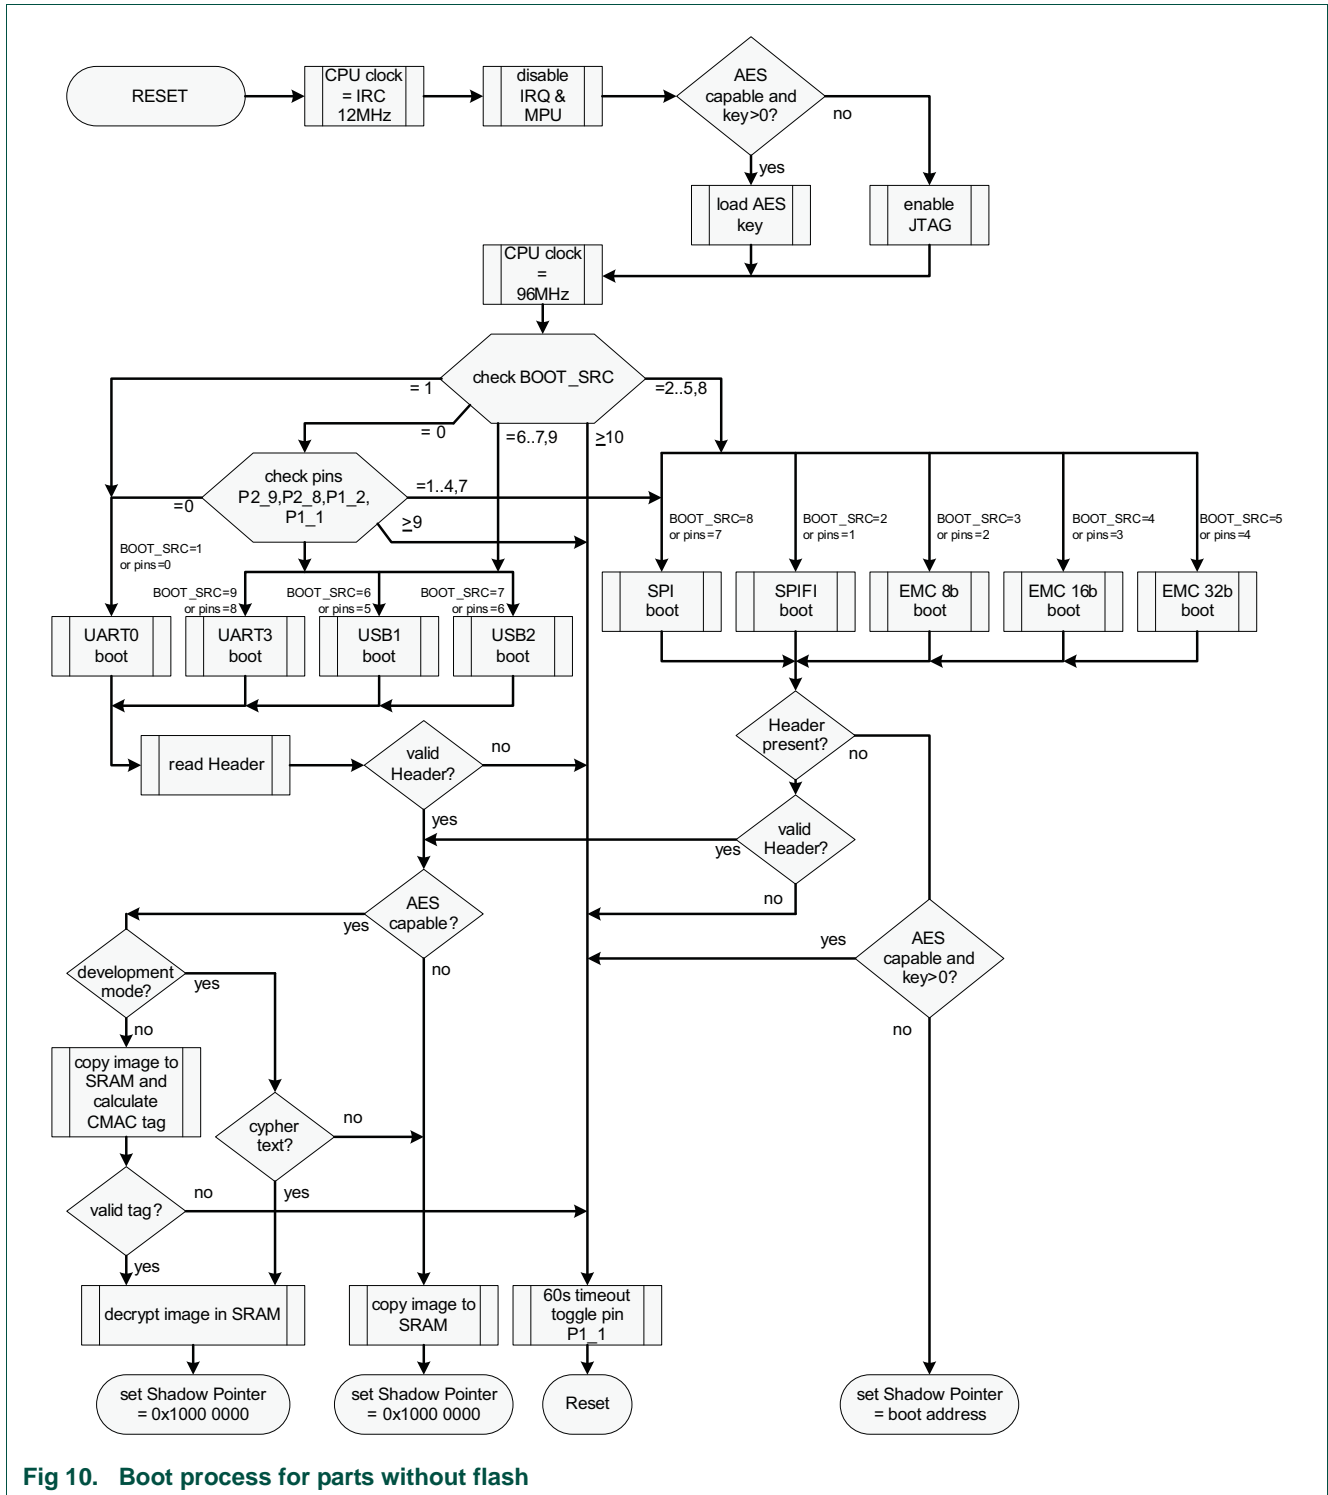 RESET
CPU clock
= IRC
12MHz
disable
IRQ &
MPU
AES
capable and
key>0?
no
yes
load AES
key
enable
JTAG
CPU clock
=
96MHz
check BOOT_SRC
= 1
=2..5,8
= 0
=6..7,9
≥10
check pins
P2_9,P2_8,P1_2,
P1_1
=0
=1..4,7
≥9
BOOT_SRC=1
or pins=0
BOOT_SRC=9
or pins=8
BOOT_SRC=6
or pins=5
BOOT_SRC=7
or pins=6
BOOT_SRC=8
or pins=7
BOOT_SRC=2
or pins=1
BOOT_SRC=3
or pins=2
BOOT_SRC=4
or pins=3
BOOT_SRC=5
or pins=4
UART0
boot
UART3
boot
USB1
boot
USB2
boot
SPI
boot
SPIFI
boot
EMC 8b
boot
EMC 16b
boot
EMC 32b
boot
read Header
valid
Header?
no
yes
Header
present?
no
valid
Header?
yes
no
AES
capable?
yes
no
AES
capable and
key>0?
yes
no
development
mode?
yes
no
copy image to
SRAM and
calculate
CMAC tag
cypher
text?
no
yes
valid tag?
no
yes
decrypt image in SRAM
copy image to
SRAM
60s timeout
toggle pin
P1_1
set Shadow Pointer
= 0x1000 0000
set Shadow Pointer
= 0x1000 0000
Reset
set Shadow Pointer
= boot address
Fig 10. Boot process for parts without flash